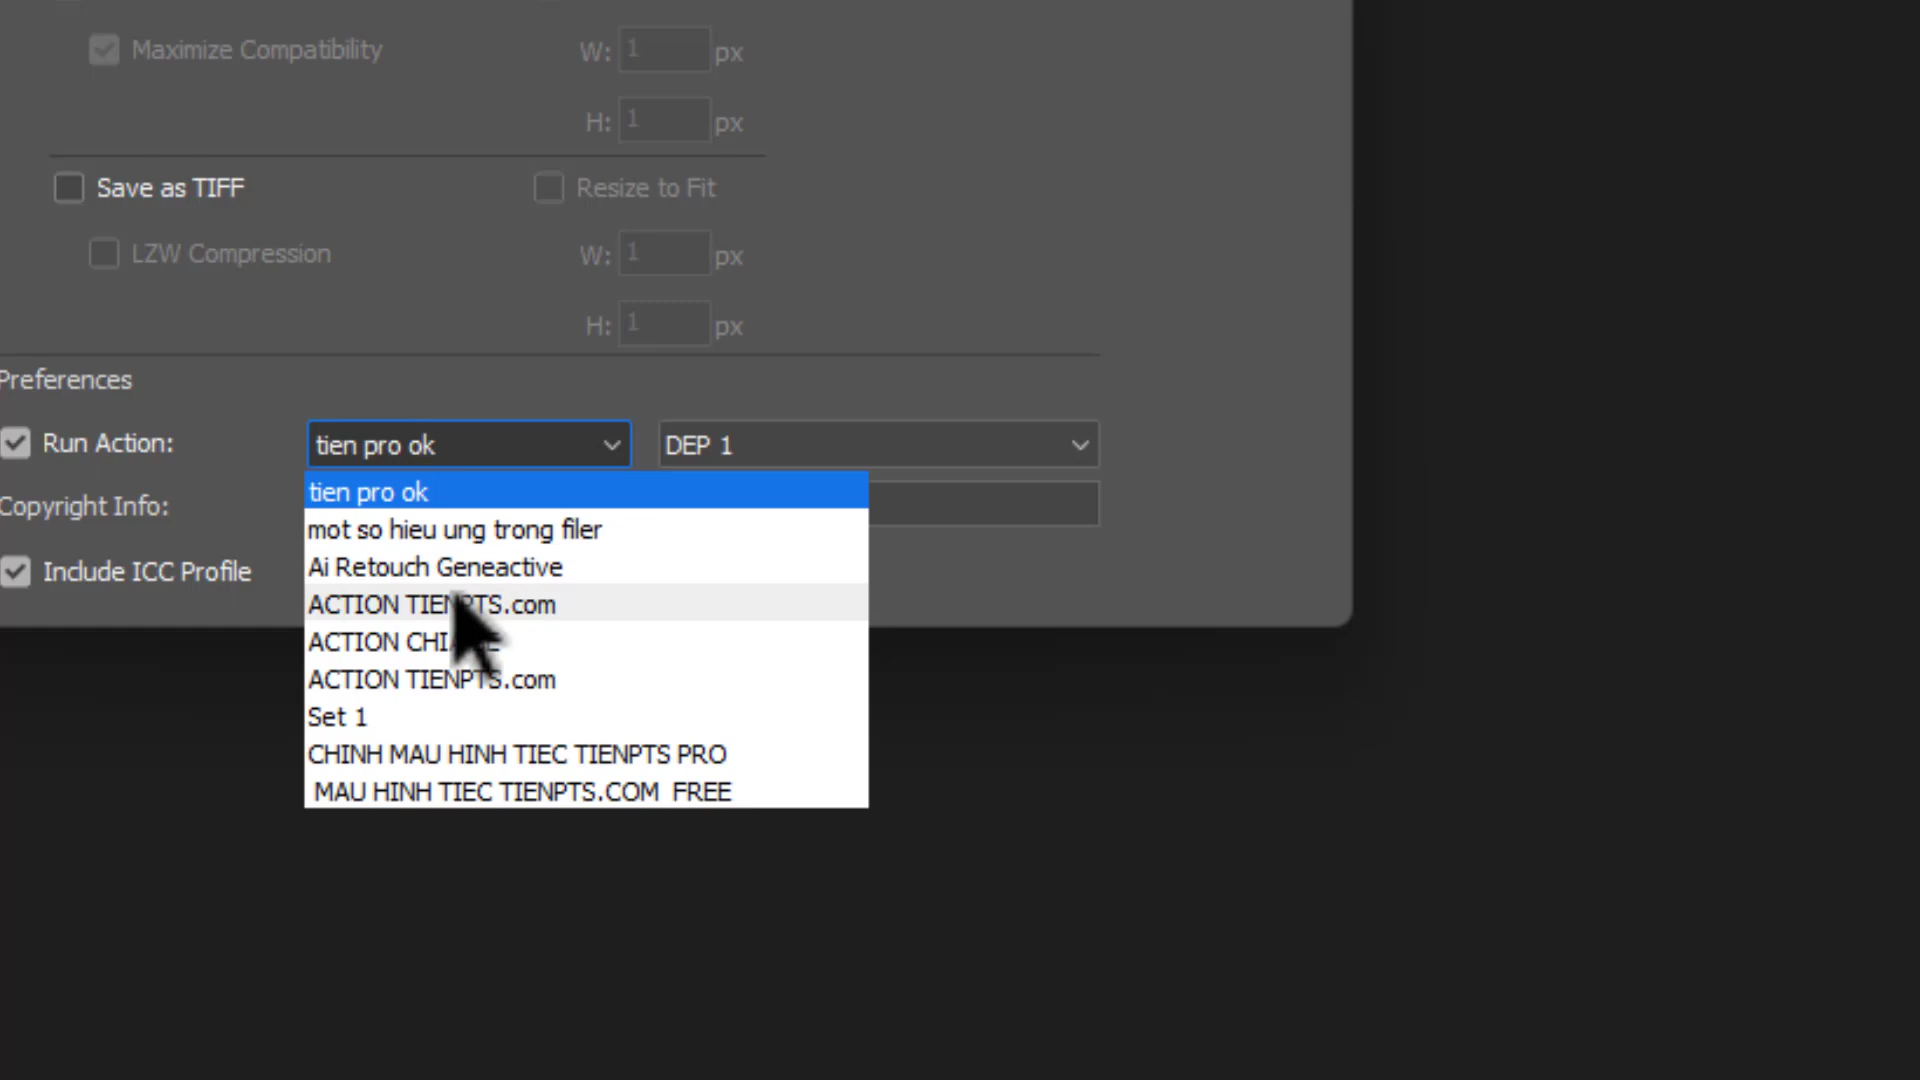 Maximize Compatibility
W: 1 px
H: 1 px
Save as TIFF
Resize to Fit
LZW Compression
W: 1 px
H: 1 px
Preferences
Run Action:
tien pro ok
DEP 1
Copyright Info:
Include ICC Profile
tien pro ok
mot so hieu ung trong filer
Ai Retouch Geneactive
ACTION TIENPTS.com
ACTION
ACTION TIENPTS.com
Set 1
CHINH MAU HINH TIEC TIENPTS PRO
MAU HINH TIEC TIENPTS.COM FREE